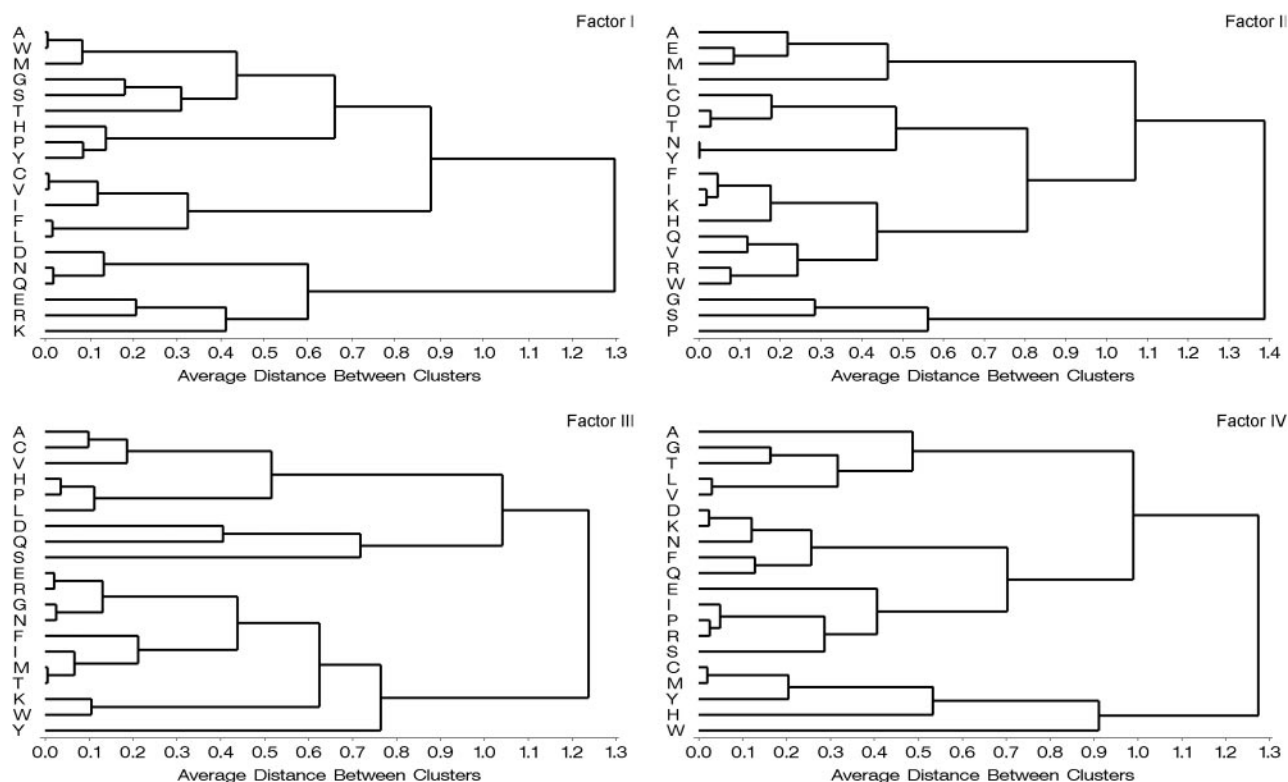 Factor I
A
W
M
G
S
T
H
P
Y
C
V
I
F
L
D
N
Q
E
R
K
0.0 0.1 0.2 0.3 0.4 0.5 0.6 0.7 0.8 0.9 1.0 1.1 1.2 1.3
Average Distance Between Clusters
Factor II
A
E
M
L
C
D
T
N
Y
F
I
K
H
Q
V
R
W
G
S
P
0.0 0.1 0.2 0.3 0.4 0.5 0.6 0.7 0.8 0.9 1.0 1.1 1.2 1.3 1.4
Average Distance Between Clusters
Factor III
A
C
V
H
P
L
D
Q
S
E
R
G
N
F
I
M
T
K
W
Y
0.0 0.1 0.2 0.3 0.4 0.5 0.6 0.7 0.8 0.9 1.0 1.1 1.2 1.3
Average Distance Between Clusters
Factor IV
A
G
T
L
V
D
K
N
F
Q
E
I
P
R
S
C
M
Y
H
W
0.0 0.1 0.2 0.3 0.4 0.5 0.6 0.7 0.8 0.9 1.0 1.1 1.2 1.3
Average Distance Between Clusters